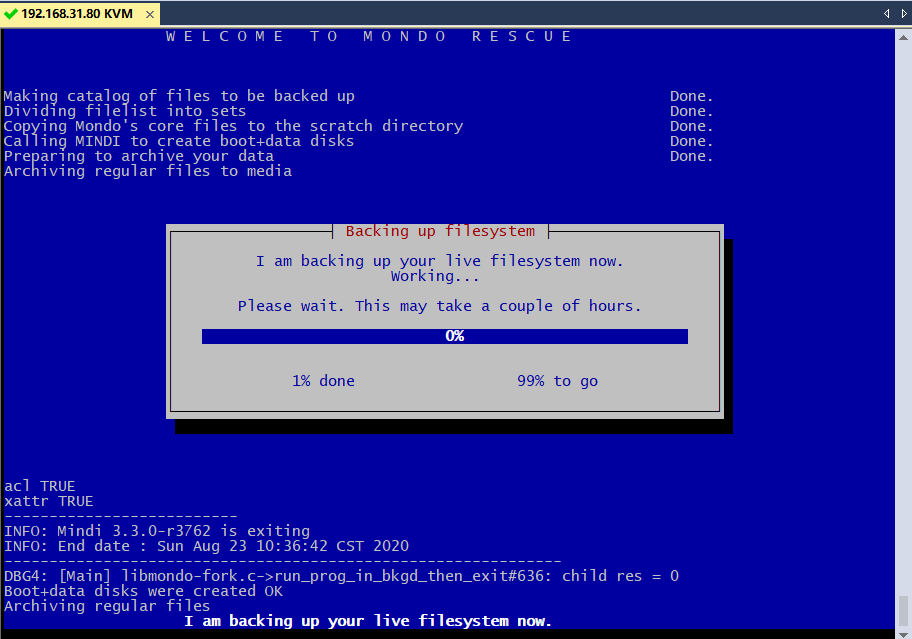 192.168.31.80 KVM ×
W E L C O M E   T O   M O N D O   R E S C U E
Making catalog of files to be backed up Done.
Dividing filelist into sets Done.
Copying Mondo's core files to the scratch directory Done.
Calling MINDI to create boot+data disks Done.
Preparing to archive your data Done.
Archiving regular files to media
Backing up filesystem
I am backing up your live filesystem now.
Working...
Please wait. This may take a couple of hours.
0%
1% done 99% to go
acl TRUE
xattr TRUE
--------------------------
INFO: Mindi 3.3.0-r3762 is exiting
INFO: End date : Sun Aug 23 10:36:42 CST 2020
--------------------------------------------------------------
DBG4: [Main] libmondo-fork.c->run_prog_in_bkgd_then_exit#636: child res = 0
Boot+data disks were created OK
Archiving regular files
I am backing up your live filesystem now.